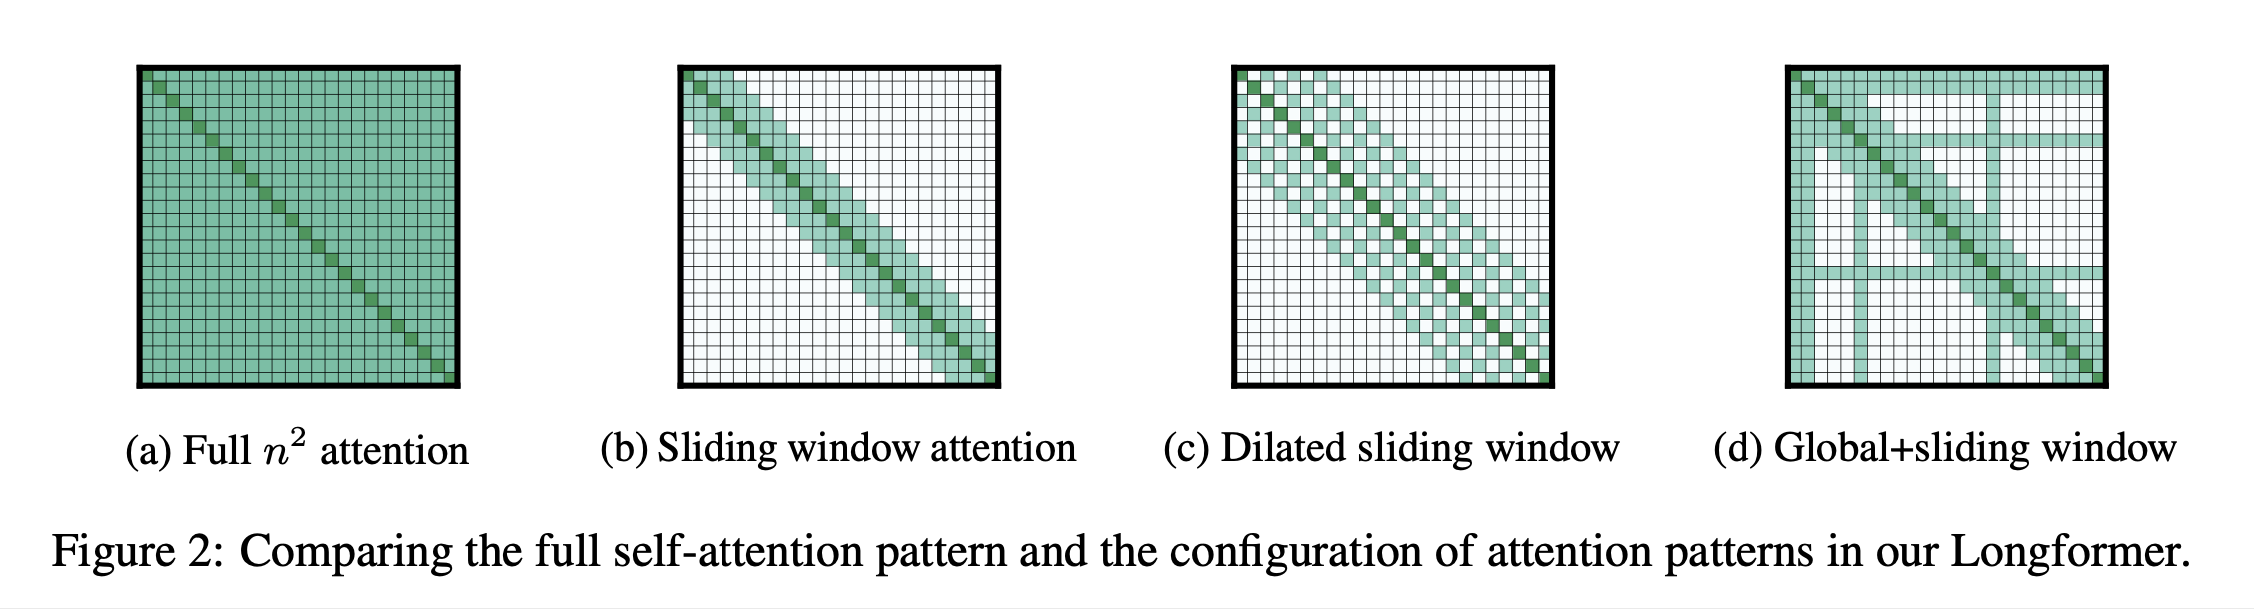 (a) Full n² attention
(b) Sliding window attention
(c) Dilated sliding window
(d) Global+sliding window
Figure 2: Comparing the full self-attention pattern and the configuration of attention patterns in our Longformer.